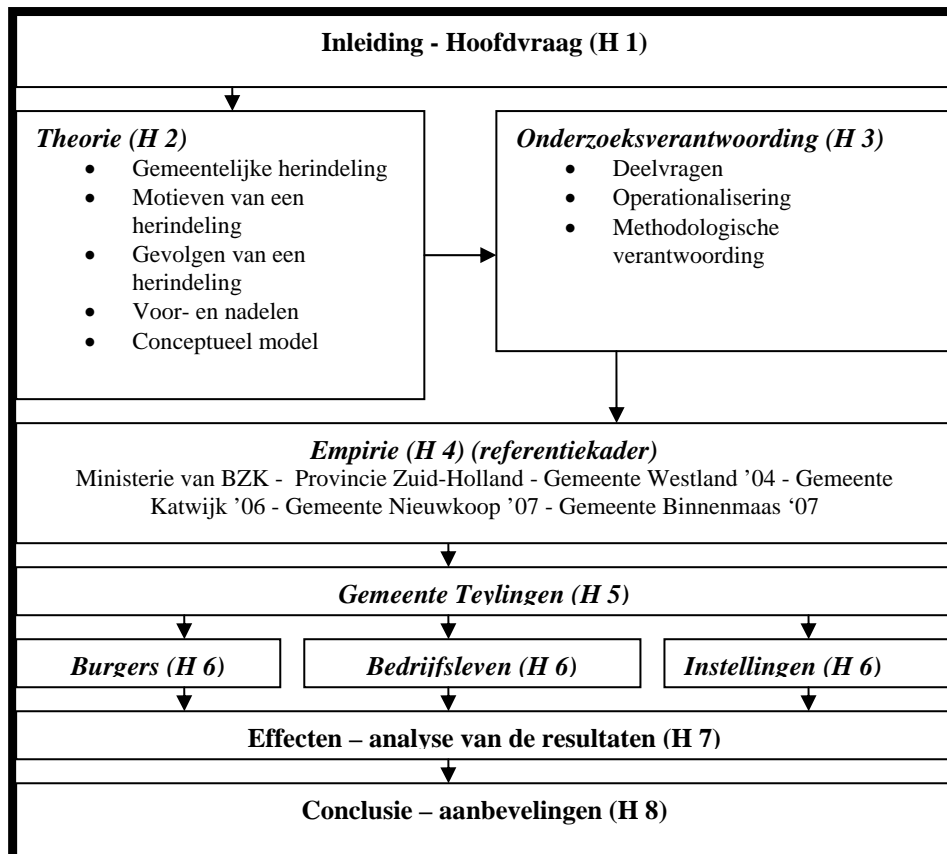 Inleiding - Hoofdvraag (H 1)
Theorie (H 2)
• Gemeentelijke herindeling
• Motieven van een
herindeling
• Gevolgen van een
herindeling
• Voor- en nadelen
• Conceptueel model
Onderzoeksverantwoording (H 3)
• Deelvragen
• Operationalisering
• Methodologische
verantwoording
Empirie (H 4) (referentiekader)
Ministerie van BZK - Provincie Zuid-Holland - Gemeente Westland ’04 - Gemeente
Katwijk ’06 - Gemeente Nieuwkoop ’07 - Gemeente Binnenmaas ‘07
Gemeente Teylingen (H 5)
Burgers (H 6)
Bedrijfsleven (H 6)
Instellingen (H 6)
Effecten – analyse van de resultaten (H 7)
Conclusie – aanbevelingen (H 8)